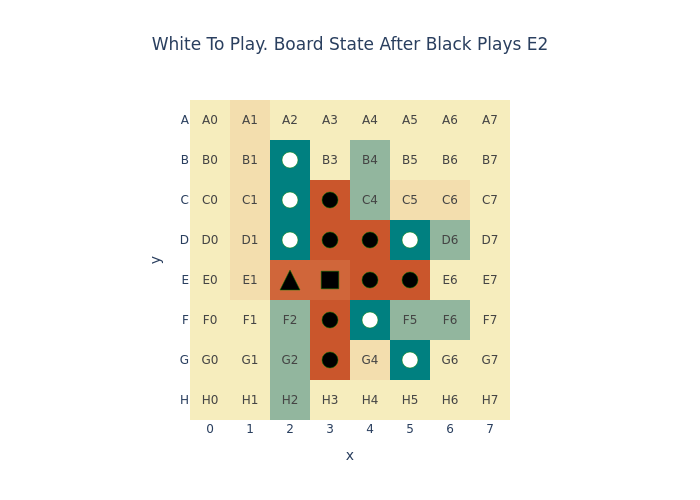 White To Play. Board State After Black Plays E2
A A0 A1 A2 A3 A4 A5 A6 A7
B B0 B1 B3 B4 B5 B6 B7
C C0 C1 C4 C5 C6 C7
D D0 D1 D6 D7
y
E E0 E1 E6 E7
F F0 F1 F2 F5 F6 F7
G G0 G1 G2 G4 G6 G7
H H0 H1 H2 H3 H4 H5 H6 H7
0 1 2 3 4 5 6 7
x